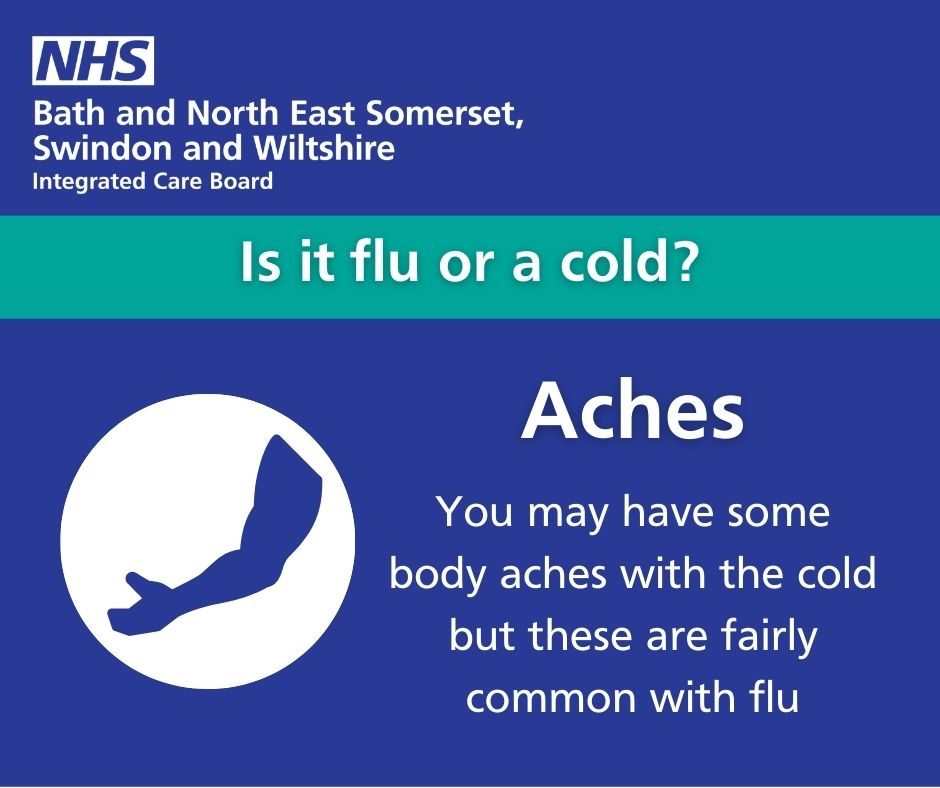 NHS
Bath and North East Somerset,
Swindon and Wiltshire
Integrated Care Board
Is it flu or a cold?
Aches
You may have some
body aches with the cold
but these are fairly
common with flu